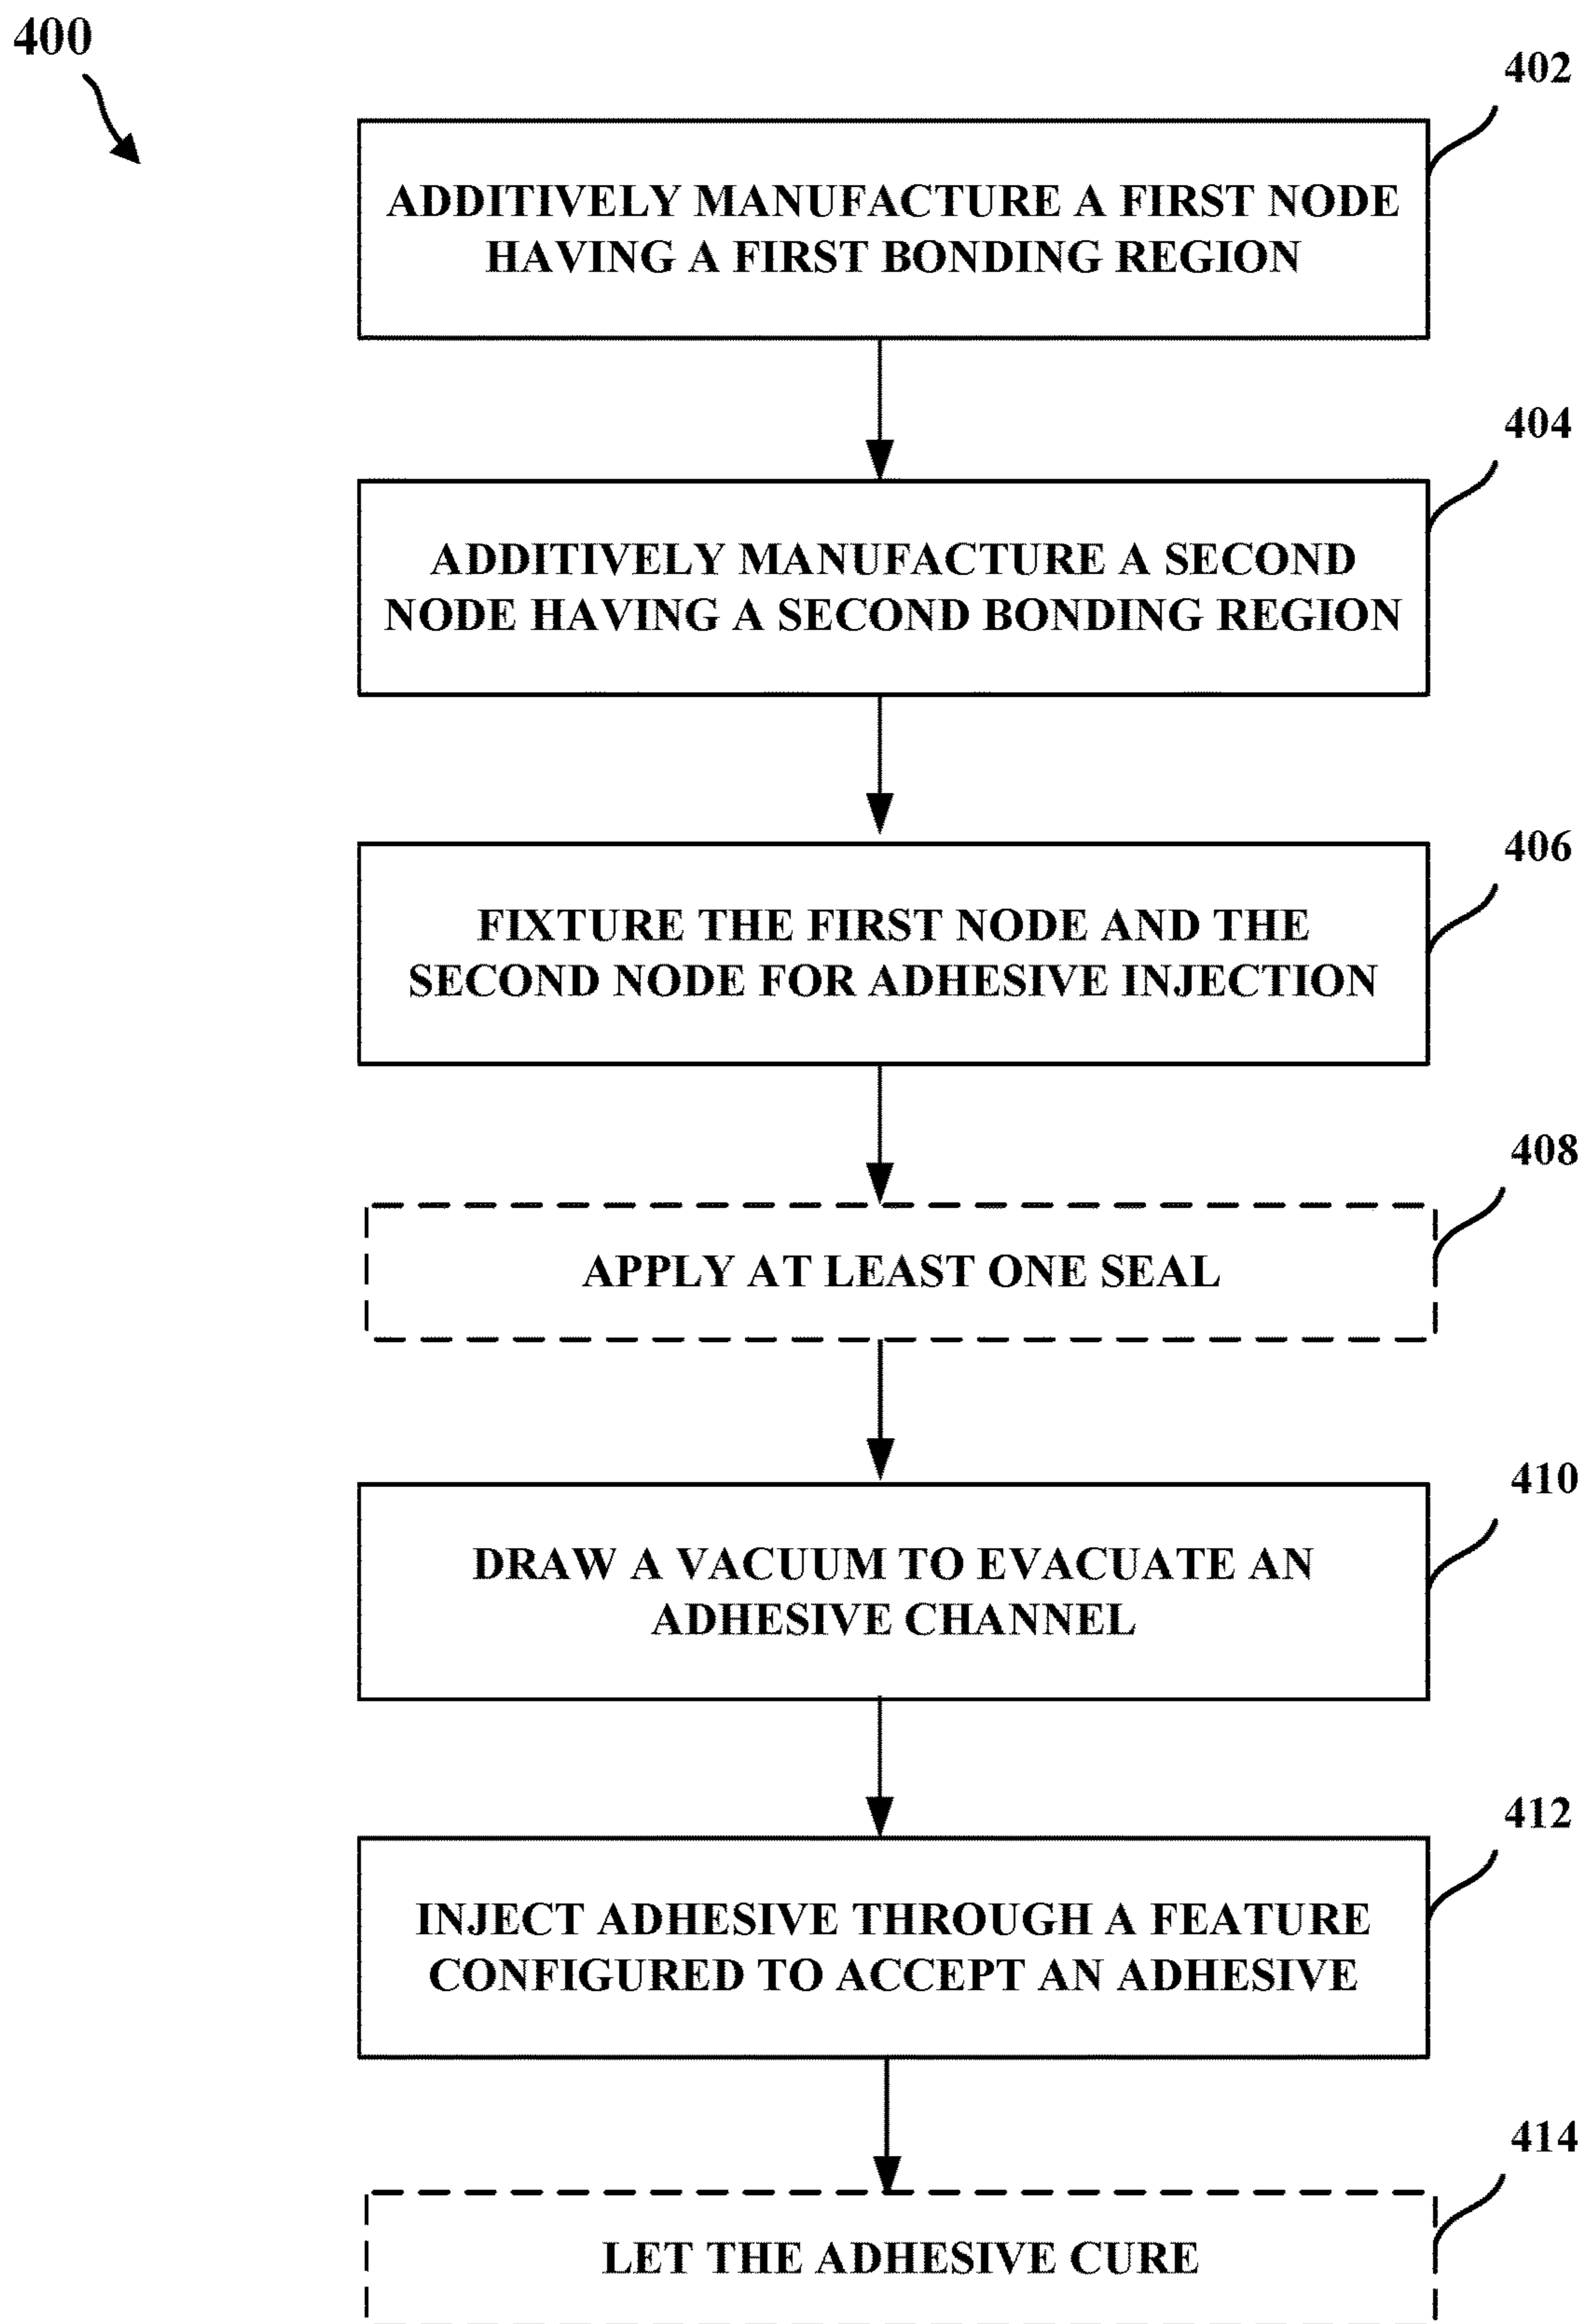 400
402
ADDITIVELY MANUFACTURE A FIRST NODE
HAVING A FIRST BONDING REGION
404
ADDITIVELY MANUFACTURE A SECOND
NODE HAVING A SECOND BONDING REGION
406
FIXTURE THE FIRST NODE AND THE
SECOND NODE FOR ADHESIVE INJECTION
408
APPLY AT LEAST ONE SEAL
410
DRAW A VACUUM TO EVACUATE AN
ADHESIVE CHANNEL
412
INJECT ADHESIVE THROUGH A FEATURE
CONFIGURED TO ACCEPT AN ADHESIVE
414
LET THE ADHESIVE CURE